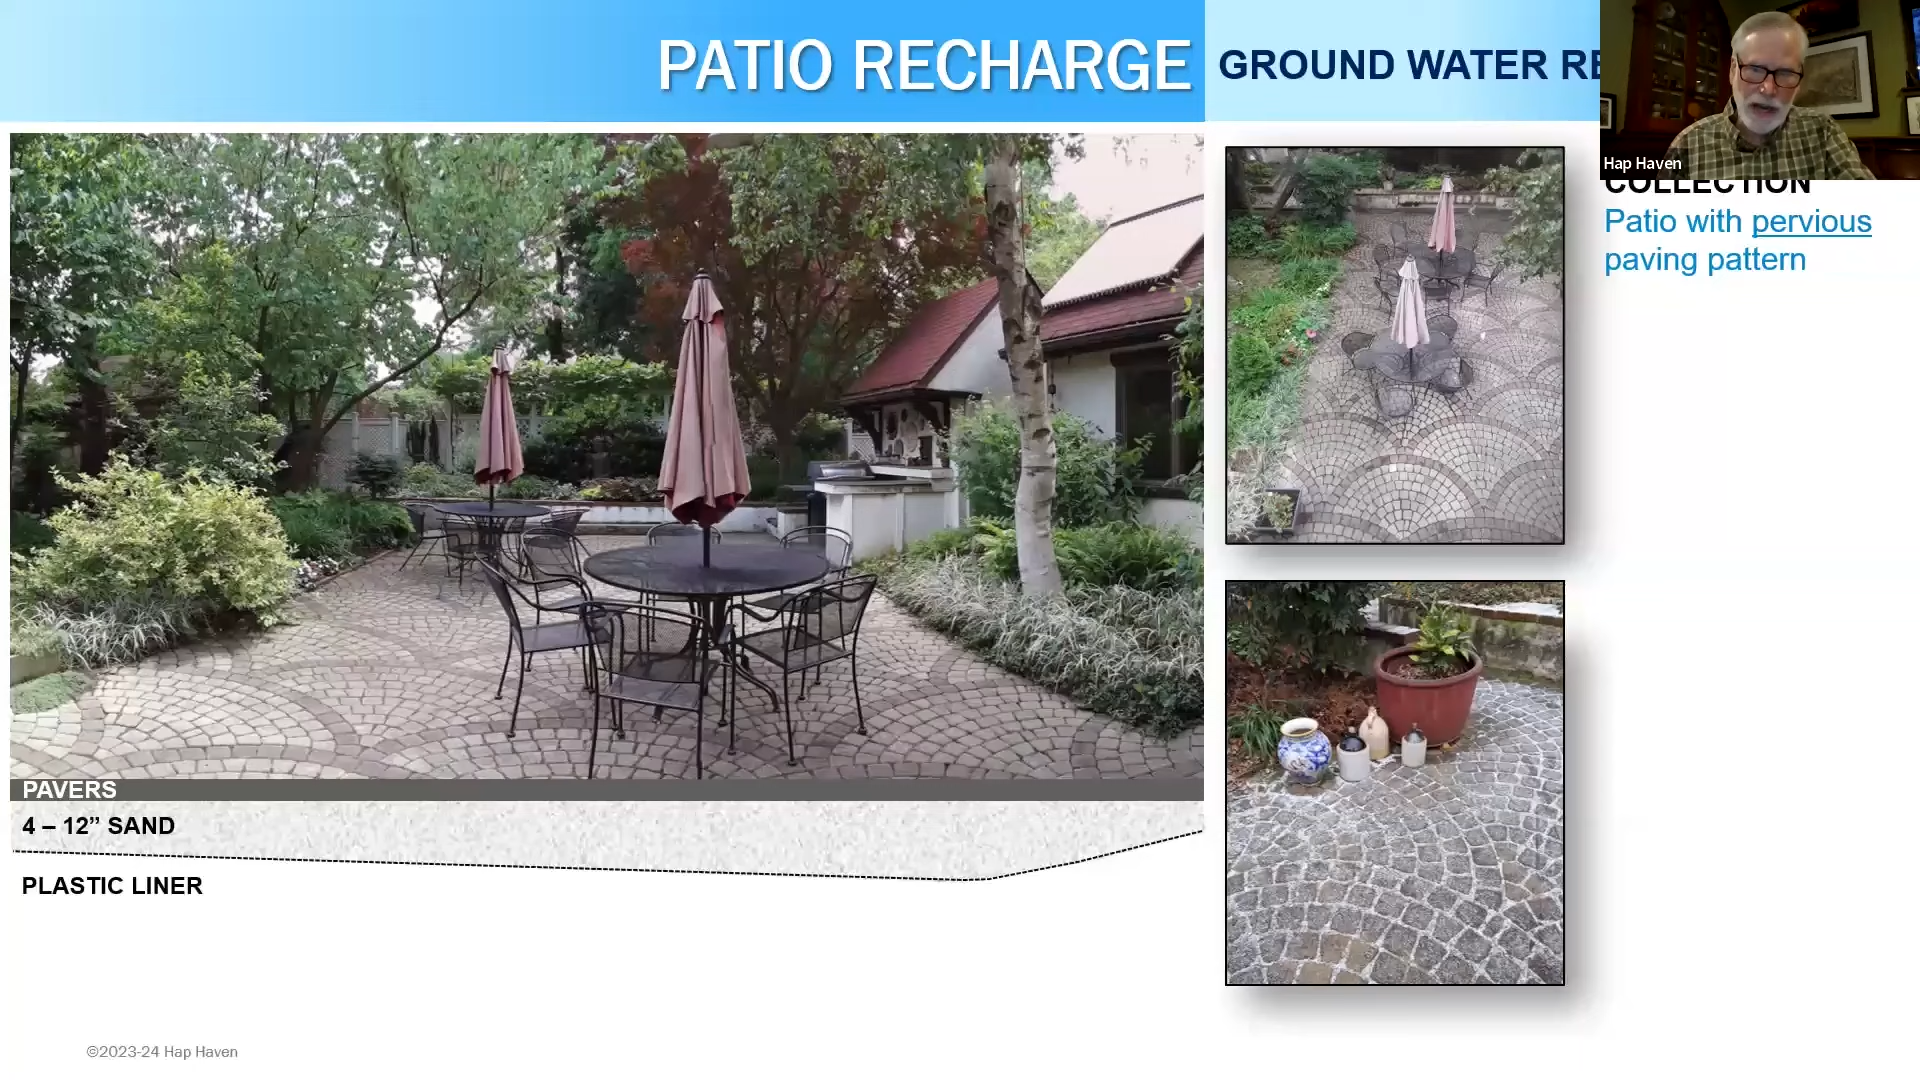 PATIO RECHARGE
GROUND WATER
Hap Haven
COLLECTION
Patio with pervious
paving pattern
PAVERS
4 – 12” SAND
PLASTIC LINER
©2023-24 Hap Haven